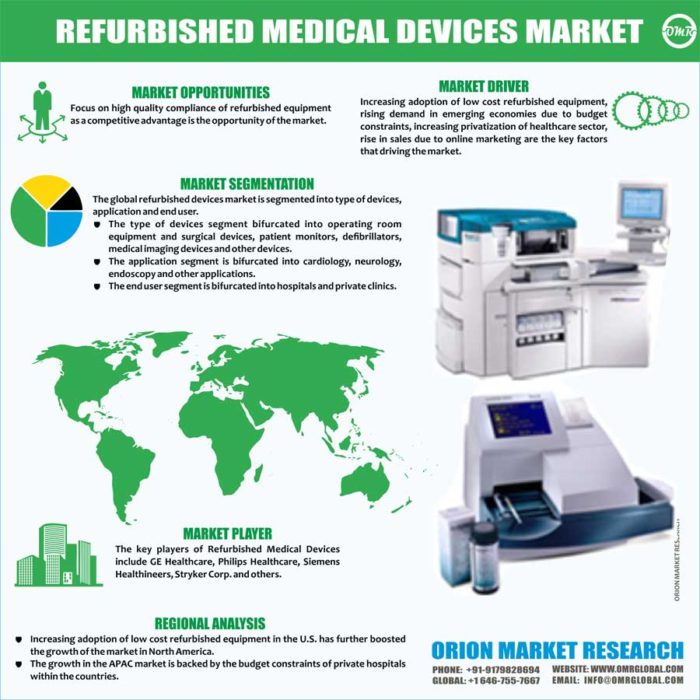 REFURBISHED MEDICAL DEVICES MARKET
OMR
MARKET OPPORTUNITIES
Focus on high quality compliance of refurbished equipment
as a competitive advantage is the opportunity of the market.
MARKET DRIVER
Increasing adoption of low cost refurbished equipment,
rising demand in emerging economies due to budget
constraints, increasing privatization of healthcare sector,
rise in sales due to online marketing are the key factors
that driving the market.
MARKET SEGMENTATION
The global refurbished devices market is segmented into type of devices,
application and end user.
The type of devices segment bifurcated into operating room
equipment and surgical devices, patient monitors, defibrillators,
medical imaging devices and other devices.
The application segment is bifurcated into cardiology, neurology,
endoscopy and other applications.
The end user segment is bifurcated into hospitals and private clinics.
MARKET PLAYER
The key players of Refurbished Medical Devices
include GE Healthcare, Philips Healthcare, Siemens
Healthineers, Stryker Corp. and others.
ORION MARKET
REGIONAL ANALYSIS
Increasing adoption of low cost refurbished equipment in the U.S. has further boosted
the growth of the market in North America.
The growth in the APAC market is backed by the budget constraints of private hospitals
within the countries.
ORION MARKET RESEARCH
PHONE: +91-9179828694 WEBSITE: WWW.OMRGLOBAL.COM
GLOBAL: +1 646-755-7667 EMAIL: INFO@OMRGLOBAL.COM